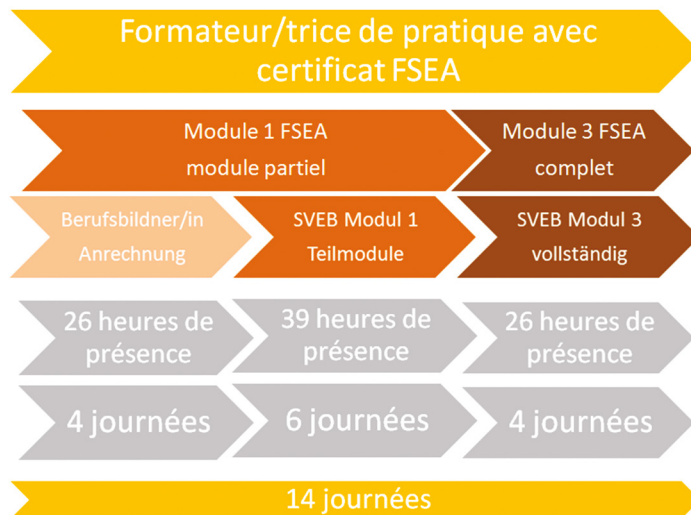 Formateur/trice de pratique avec
certificat FSEA
Module 1 FSEA
module partiel
Module 3 FSEA
complet
Berufsbildner/in
Anrechnung
SVEB Modul 1
Teilmodule
SVEB Modul 3
vollständig
26 heures de
présence
39 heures de
présence
26 heures de
présence
4 journées
6 journées
4 journées
14 journées